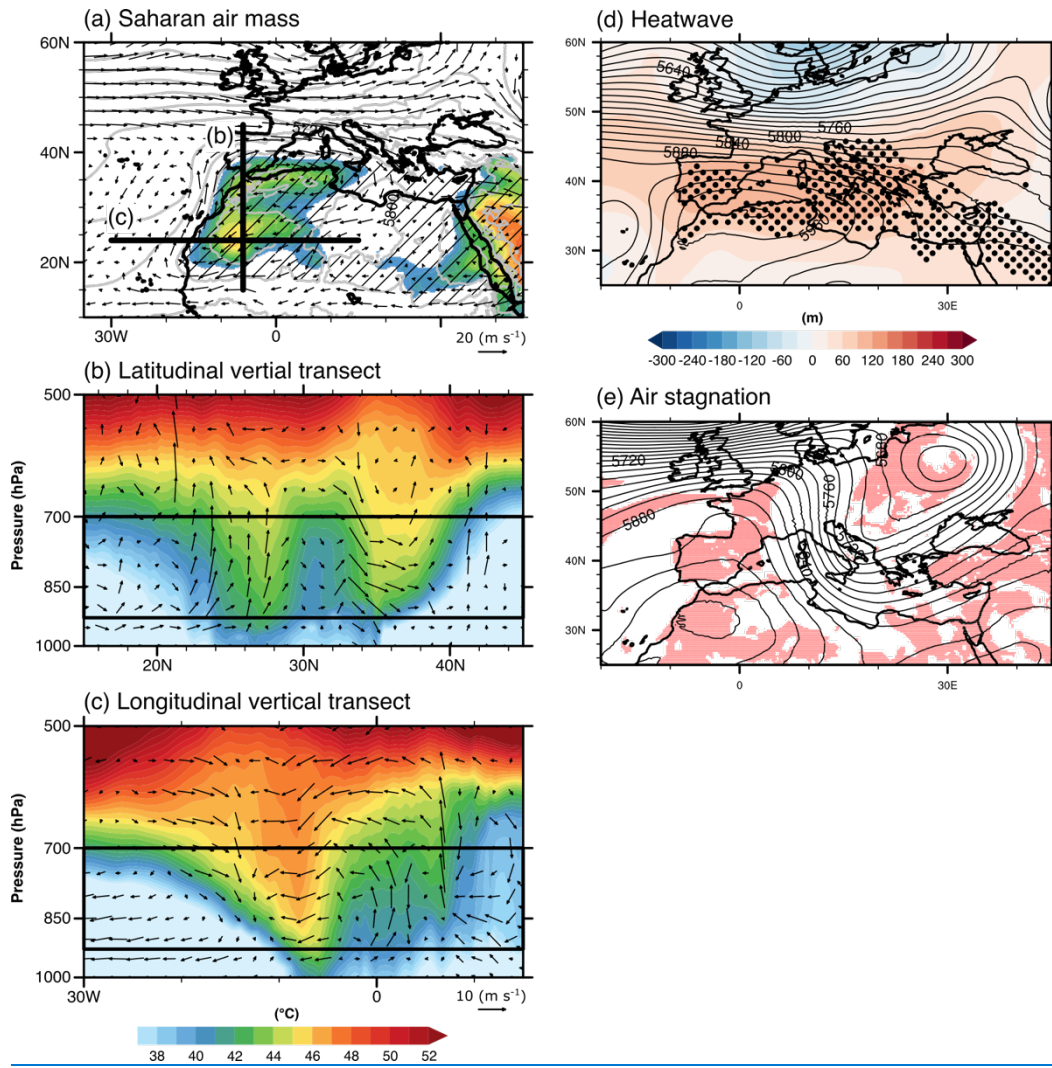 (a) Saharan air mass
60N
40N
20N
30W
0
20 (m s⁻¹)
(b)
(c)
5720
5800
(b) Latitudinal vertial transect
Pressure (hPa)
500
700
850
1000
20N
30N
40N
(c) Longitudinal vertical transect
Pressure (hPa)
500
700
850
1000
30W
0
10 (m s⁻¹)
(°C)
38 40 42 44 46 48 50 52
(d) Heatwave
60N
50N
40N
30N
0
30E
5640
5760
5800
5840
5880
(m)
-300 -240 -180 -120 -60 0 60 120 180 240 300
(e) Air stagnation
60N
50N
40N
30N
0
30E
5720
5880
5760